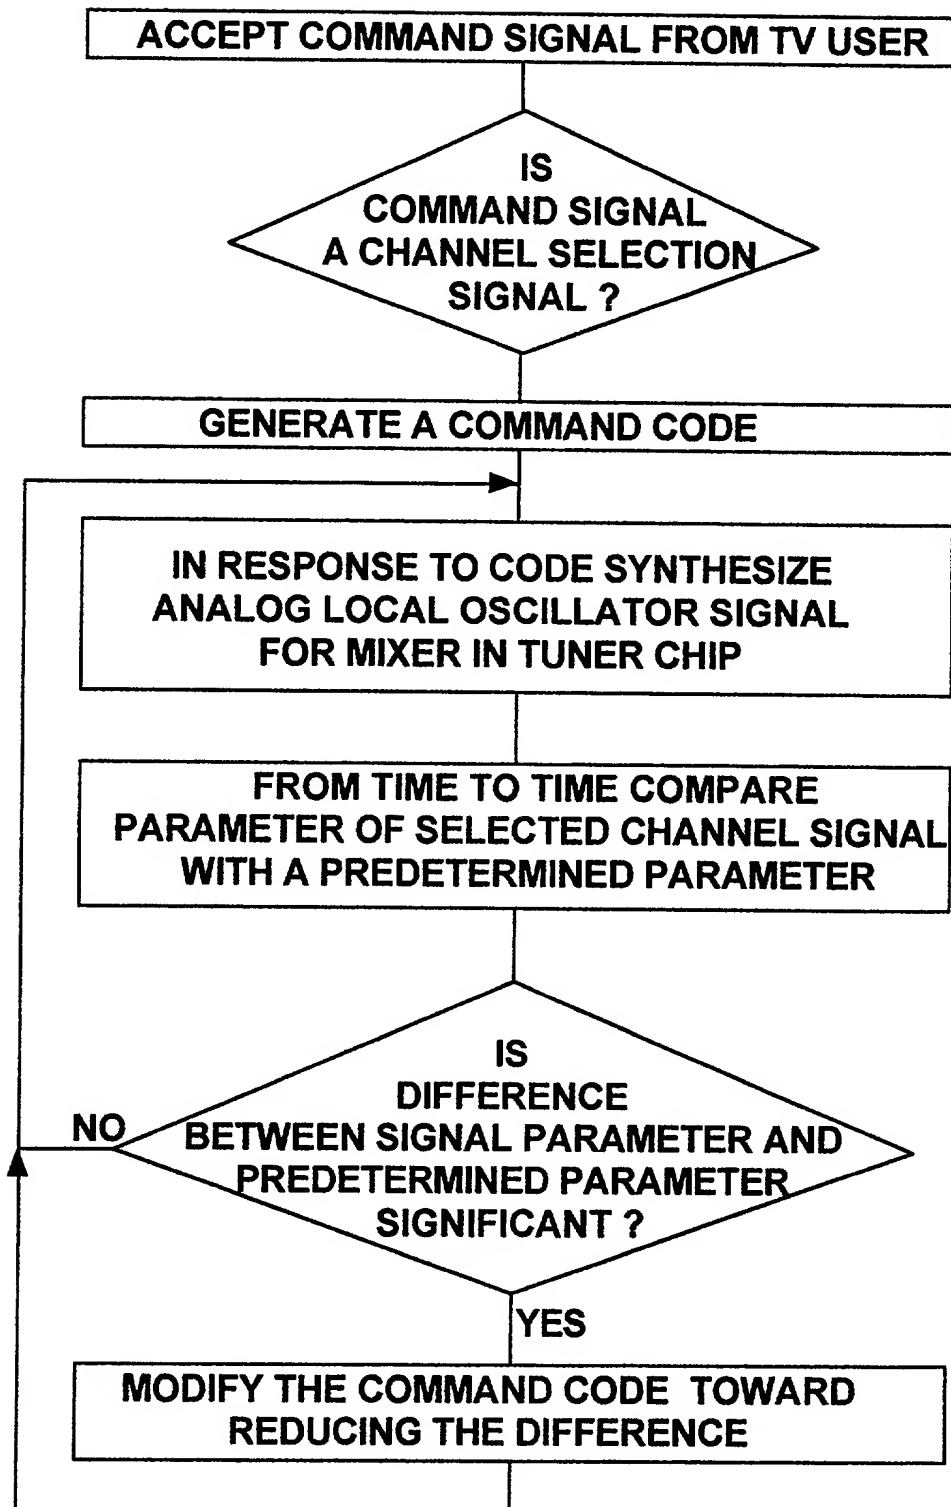 ACCEPT COMMAND SIGNAL FROM TV USER
IS
COMMAND SIGNAL
A CHANNEL SELECTION
SIGNAL ?
GENERATE A COMMAND CODE
IN RESPONSE TO CODE SYNTHESIZE
ANALOG LOCAL OSCILLATOR SIGNAL
FOR MIXER IN TUNER CHIP
FROM TIME TO TIME COMPARE
PARAMETER OF SELECTED CHANNEL SIGNAL
WITH A PREDETERMINED PARAMETER
IS
DIFFERENCE
NO
BETWEEN SIGNAL PARAMETER AND
PREDETERMINED PARAMETER
SIGNIFICANT ?
YES
MODIFY THE COMMAND CODE TOWARD
REDUCING THE DIFFERENCE